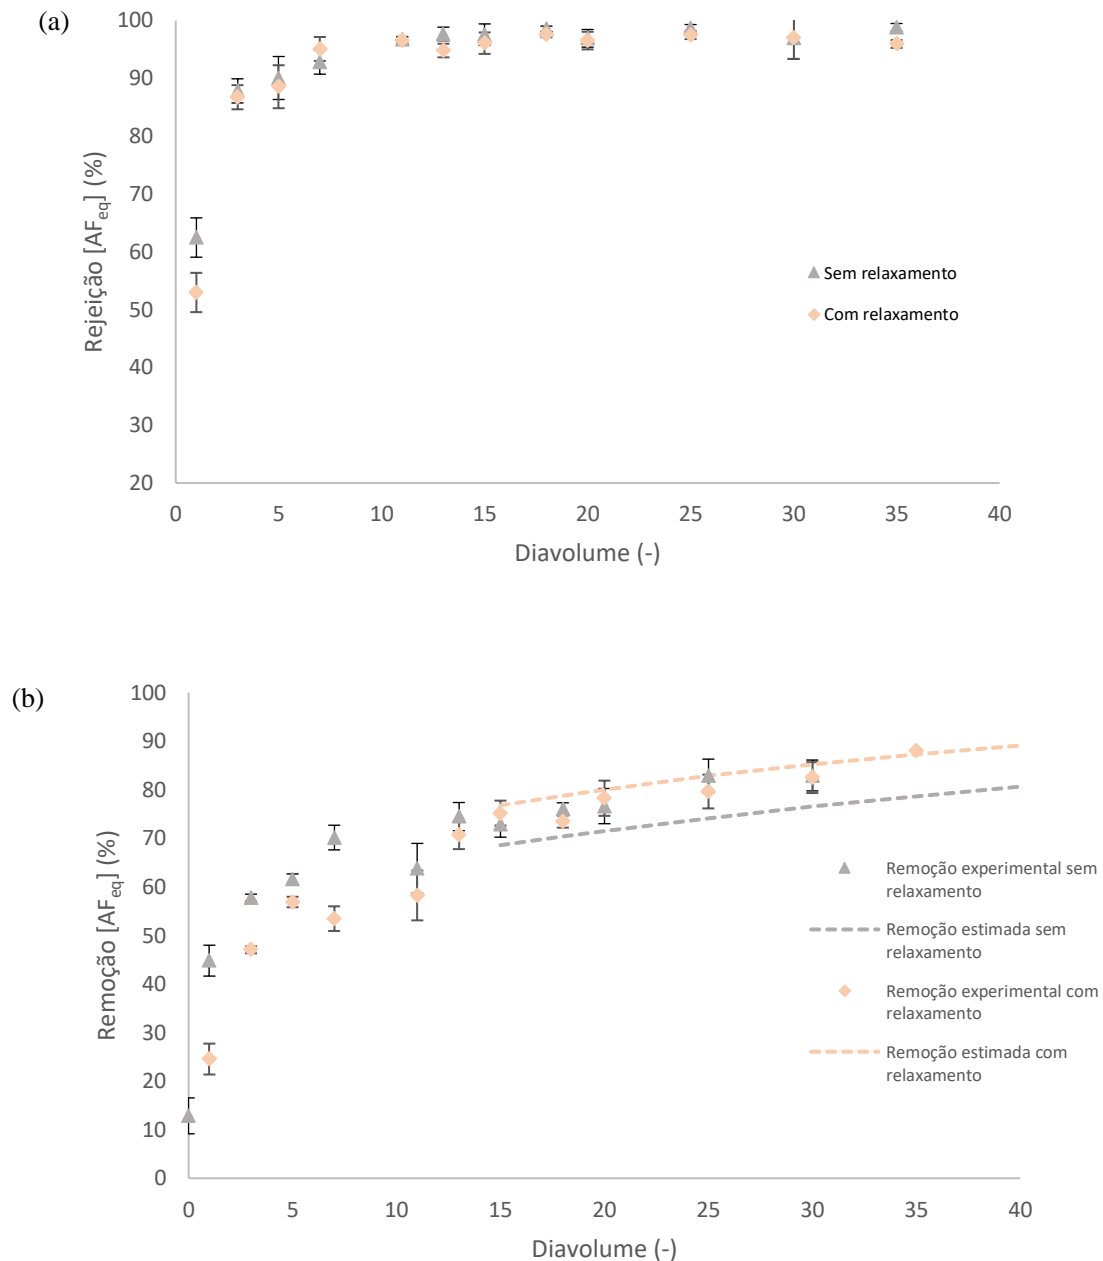 (a)
100
90
80
70
60
50
40
30
20
Rejeição [AFeq] (%)
0 5 10 15 20 25 30 35 40
Diavolume (-)
Sem relaxamento
Com relaxamento
(b)
100
90
80
70
60
50
40
30
20
10
0
Remoção [AFeq] (%)
0 5 10 15 20 25 30 35 40
Diavolume (-)
Remoção experimental sem
relaxamento
Remoção estimada sem
relaxamento
Remoção experimental com
relaxamento
Remoção estimada com
relaxamento